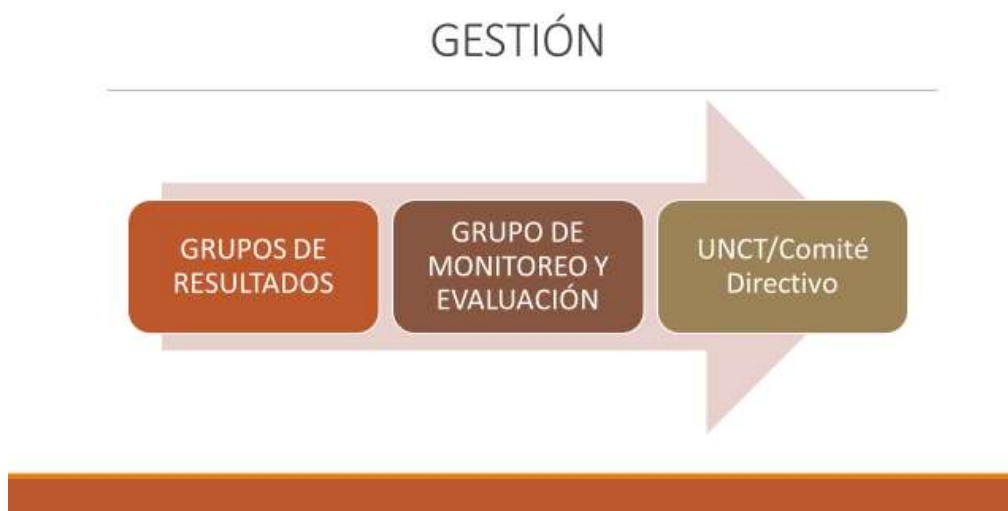 GESTIÓN
GRUPOS DE
RESULTADOS
GRUPO DE
MONITOREO Y
EVALUACIÓN
UNCT/Comité
Directivo